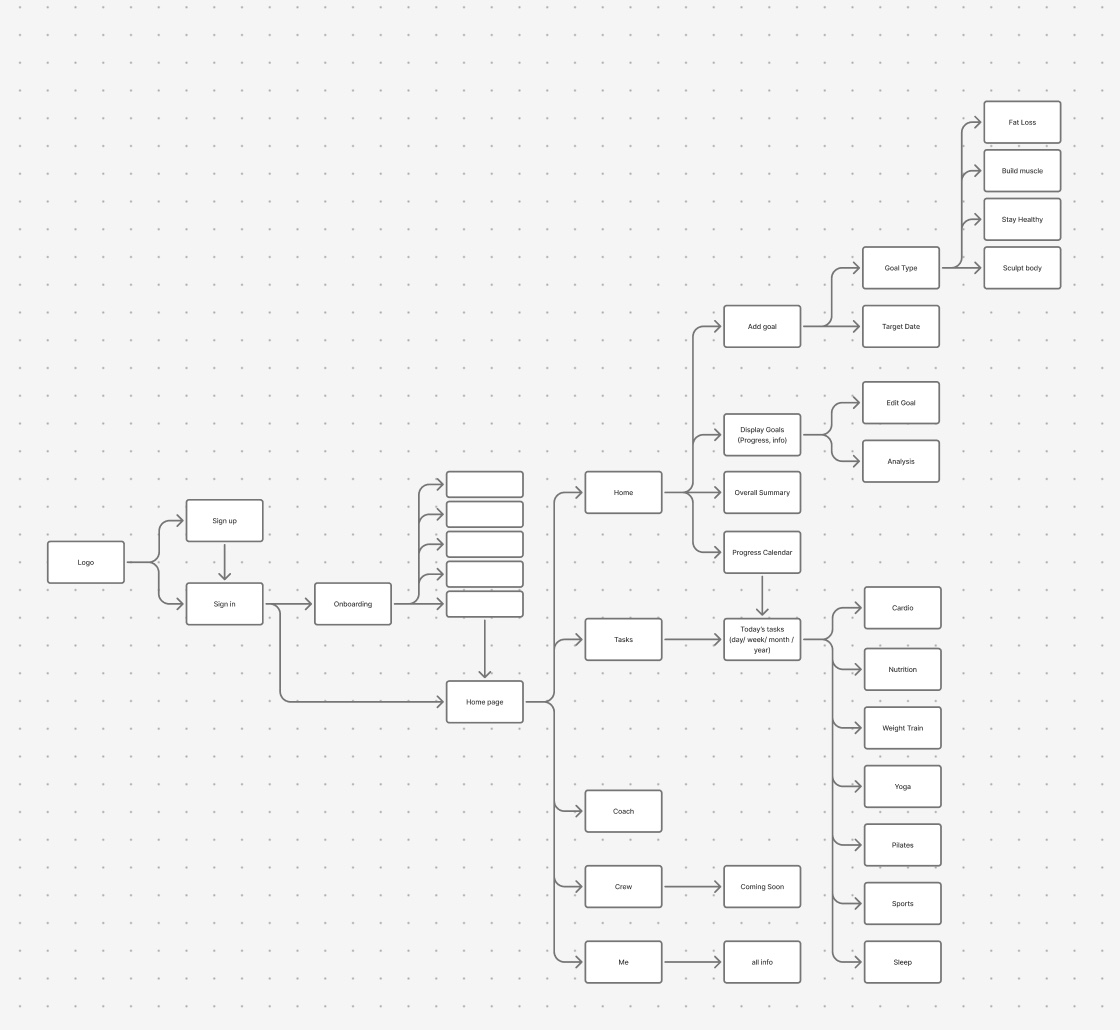 Fat Loss
Build muscle
Stay Healthy
Goal Type
Sculpt body
Add goal
Target Date
Edit Goal
Display Goals
(Progress, info)
Analysis
Home
Overall Summary
Sign up
Progress Calendar
Logo
Sign in
Onboarding
Cardio
Tasks
Today's tasks
(day/ week/ month /
year)
Nutrition
Home page
Weight Train
Yoga
Coach
Pilates
Crew
Coming Soon
Sports
Me
all info
Sleep